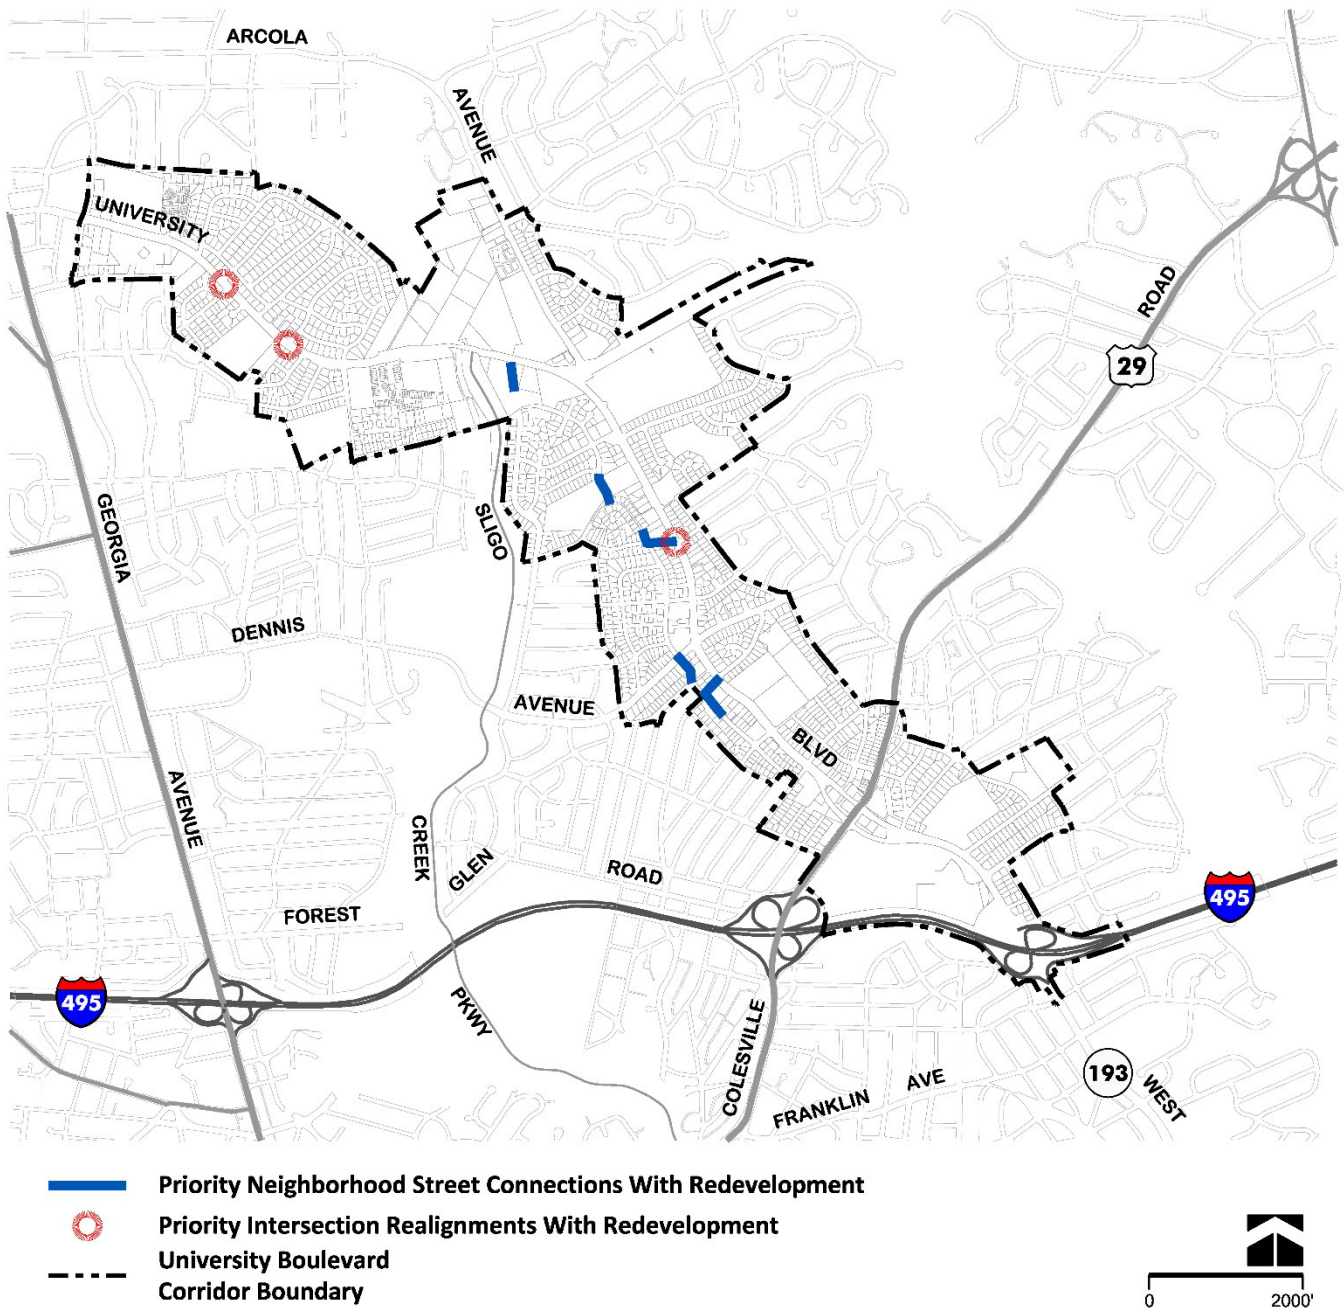 ARCOLA
AVENUE
UNIVERSITY
ROAD
29
GEORGIA
SLIGO
DENNIS
AVENUE
BLVD
AVENUE
CREEK
GLEN
ROAD
FOREST
495
495
PKWY
COLESVILLE
FRANKLIN AVE
193
WEST
Priority Neighborhood Street Connections With Redevelopment
Priority Intersection Realignments With Redevelopment
University Boulevard
Corridor Boundary
0 2000'